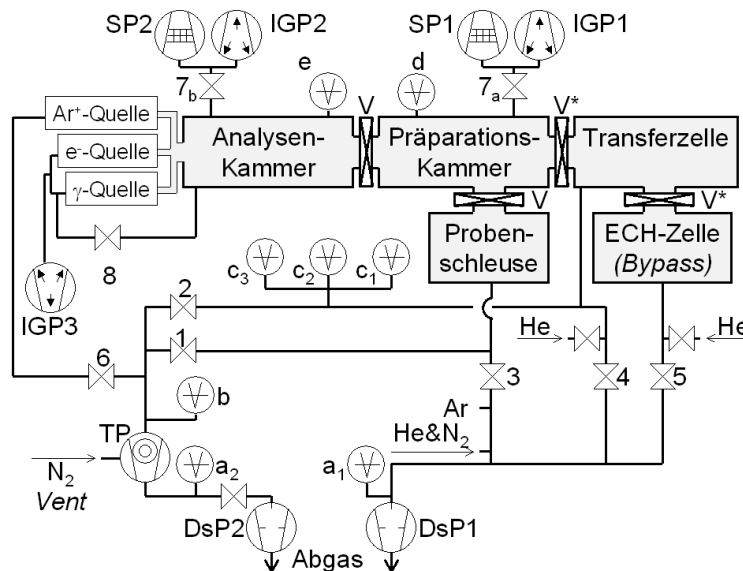 SP2
IGP2
SP1
IGP1
7b
e
d
7a
V
V*
Ar⁺-Quelle
e⁻-Quelle
γ-Quelle
Analysen-
Kammer
Präparations-
Kammer
Transferzelle
V
V*
Proben-
schleuse
ECH-Zelle
(Bypass)
8
IGP3
c3
c2
c1
2
1
He
He
6
3
4
5
b
Ar
TP
He&N2
N2
Vent
a2
a1
DsP2
DsP1
Abgas